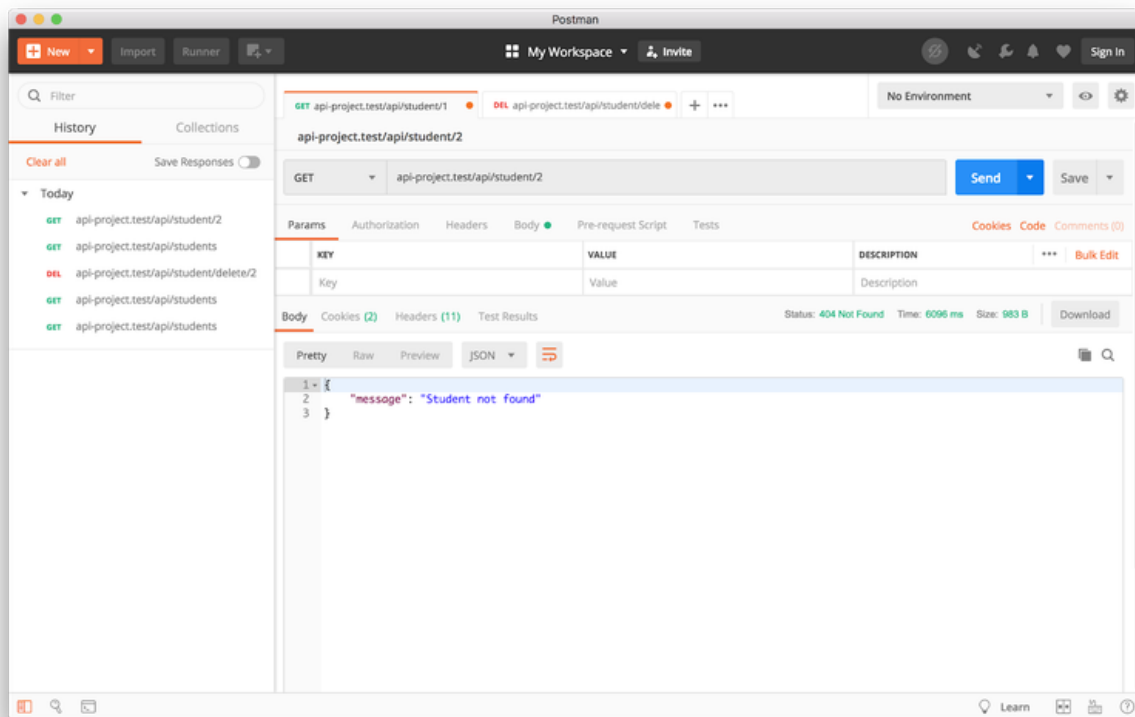 Postman
New Import Runner My Workspace Invite Sign In
Filter
History Collections
Clear all Save Responses
Today
GET api-project.test/api/student/2
GET api-project.test/api/students
DEL api-project.test/api/student/delete/2
GET api-project.test/api/students
GET api-project.test/api/students
GET api-project.test/api/student/1 DEL api-project.test/api/student/dele + ••• No Environment
api-project.test/api/student/2
GET api-project.test/api/student/2 Send Save
Params Authorization Headers Body Pre-request Script Tests Cookies Code Comments (0)
KEY VALUE DESCRIPTION ••• Bulk Edit
Key Value Description
Body Cookies (2) Headers (11) Test Results Status: 404 Not Found Time: 6096 ms Size: 983 B Download
Pretty Raw Preview JSON
1 {
2 "message": "Student not found"
3 }
Learn